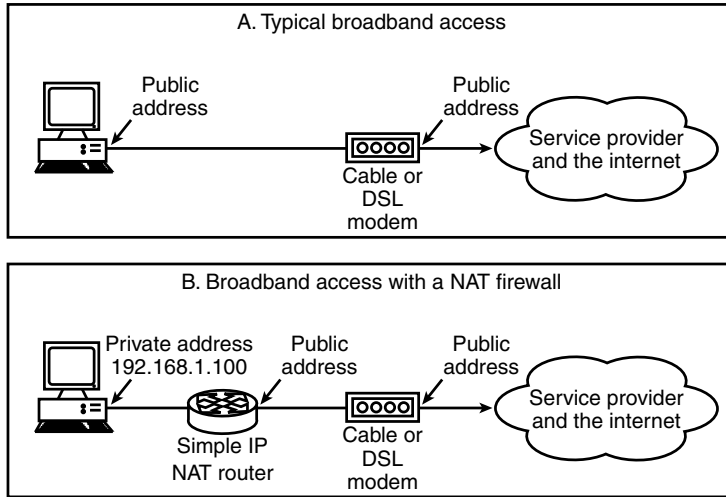 A. Typical broadband access
Public
address
Public
address
Service provider
and the internet
Cable or
DSL
modem
B. Broadband access with a NAT firewall
Private address
192.168.1.100
Public
address
Public
address
Service provider
and the internet
Simple IP
NAT router
Cable or
DSL
modem